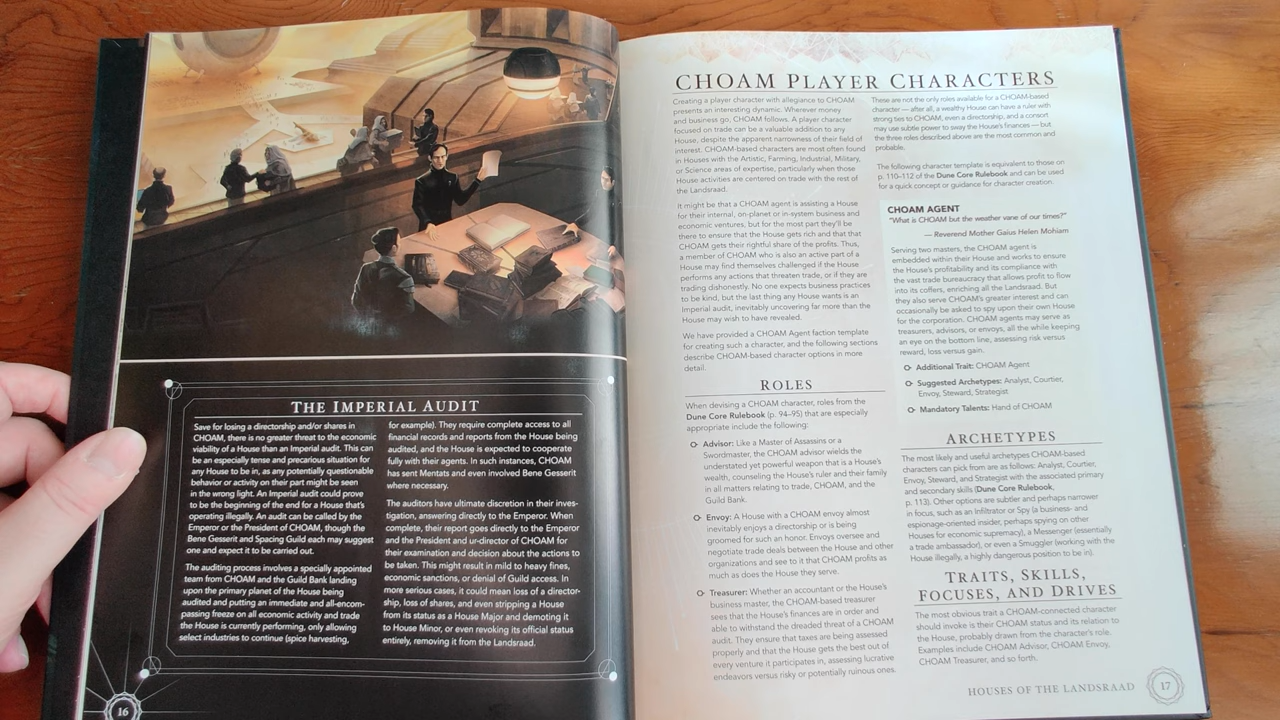 THE IMPERIAL AUDIT
Save for losing a directorship and/or shares in
CHOAM, there is no greater threat to the economic
viability of a House than an Imperial audit. This can
be an especially tense and precarious situation for
any House to be in, as any potentially questionable
behavior or activity on their part might be seen
in the wrong light. An Imperial audit could prove
to be the beginning of the end for a House that's
operating illegally. An audit can be called by the
Emperor or the President of CHOAM, though the
Bene Gesserit and Spacing Guild each may suggest
one and expect it to be carried out.
The auditing process involves a specially appointed
team from CHOAM and the Guild Bank landing
upon the primary planet of the House being
audited and putting an immediate and all-encom-
passing freeze on all economic activity and trade
the House is currently performing, only allowing
select industries to continue (spice harvesting,
for example). They require complete access to all
financial records and reports from the House being
audited, and the House is expected to cooperate
fully with their agents. In such instances, CHOAM
has sent Mentats and even involved Bene Gesserit
where necessary.
The auditors have ultimate discretion in their inves-
tigation, answering directly to the Emperor. When
complete, their report goes directly to the Emperor
and the President and ur-director of CHOAM for
their examination and decision about the actions to
be taken. This might result in mild to heavy fines,
economic sanctions, or denial of Guild access. In
more serious cases, it could mean loss of a director-
ship, loss of shares, and even stripping a House
from its status as a House Major and demoting it
to House Minor, or even revoking its official status
entirely, removing it from the Landsraad.
16
CHOAM PLAYER CHARACTERS
Creating a player character with allegiance to CHOAM
presents an interesting dynamic. Wherever money
and business go, CHOAM follows. A player character
focused on trade can be a valuable addition to any
House, despite the apparent narrowness of their field of
interest. CHOAM-based characters are most often found
in Houses with the Artistic, Farming, Industrial, Military,
or Science areas of expertise, particularly when those
House activities are centered on trade with the rest of
the Landsraad.
It might be that a CHOAM agent is assisting a House
for their internal, on-planet or in-system business and
economic ventures, but for the most part they'll be
there to ensure that the House gets rich and that that
CHOAM gets their rightful share of the profits. Thus,
a member of CHOAM who is also an active part of a
House may find themselves challenged if the House
performs any actions that threaten trade, or if they are
trading dishonestly. No one expects business practices
to be kind, but the last thing any House wants is an
Imperial audit, inevitably uncovering far more than the
House may wish to have revealed.
We have provided a CHOAM Agent faction template
for creating such a character, and the following sections
describe CHOAM-based character options in more
detail.
ROLES
When devising a CHOAM character, roles from the
Dune Core Rulebook (p. 94–95) that are especially
appropriate include the following:
Advisor: Like a Master of Assassins or a
Swordmaster, the CHOAM advisor wields the
understated yet powerful weapon that is a House's
wealth, counseling the House's ruler and their family
in all matters relating to trade, CHOAM, and the
Guild Bank.
Envoy: A House with a CHOAM envoy almost
inevitably enjoys a directorship or is being
groomed for such an honor. Envoys oversee and
negotiate trade deals between the House and other
organizations and see to it that CHOAM profits as
much as does the House they serve.
Treasurer: Whether an accountant or the House's
business master, the CHOAM-based treasurer
sees that the House's finances are in order and
able to withstand the dreaded threat of a CHOAM
audit. They ensure that taxes are being assessed
properly and that the House gets the best out of
every venture it participates in, assessing lucrative
endeavors versus risky or potentially ruinous ones.
These are not the only roles available for a CHOAM-based
character — after all, a wealthy House can have a ruler with
strong ties to CHOAM, even a directorship, and a consort
may use subtle power to sway the House's finances — but
the three roles described above are the most common and
probable.
The following character template is equivalent to those on
p. 110–112 of the Dune Core Rulebook and can be used
for a quick concept or guidance for character creation.
CHOAM AGENT
"What is CHOAM but the weather vane of our times?"
— Reverend Mother Gaius Helen Mohiam
Serving two masters, the CHOAM agent is
embedded within their House and works to ensure
the House's profitability and its compliance with
the vast trade bureaucracy that allows profit to flow
into its coffers, enriching all the Landsraad. But
they also serve CHOAM's greater interest and can
occasionally be asked to spy upon their own House
for the corporation. CHOAM agents may serve as
treasurers, advisors, or envoys, all the while keeping
an eye on the bottom line, assessing risk versus
reward, loss versus gain.
Additional Trait: CHOAM Agent
Suggested Archetypes: Analyst, Courtier,
Envoy, Steward, Strategist
Mandatory Talents: Hand of CHOAM
ARCHETYPES
The most likely and useful archetypes CHOAM-based
characters can pick from are as follows: Analyst, Courtier,
Envoy, Steward, and Strategist with the associated primary
and secondary skills (Dune Core Rulebook,
p. 113). Other options are subtler and perhaps narrower
in focus, such as an Infiltrator or Spy (a business- and
espionage-oriented insider, perhaps spying on other
Houses for economic supremacy), a Messenger (essentially
a trade ambassador), or even a Smuggler (working with the
House illegally, a highly dangerous position to be in).
TRAITS, SKILLS,
FOCUSES, AND DRIVES
The most obvious trait a CHOAM-connected character
should invoke is their CHOAM status and its relation to
the House, probably drawn from the character's role.
Examples include CHOAM Advisor, CHOAM Envoy,
CHOAM Treasurer, and so forth.
HOUSES OF THE LANDSRAAD
17